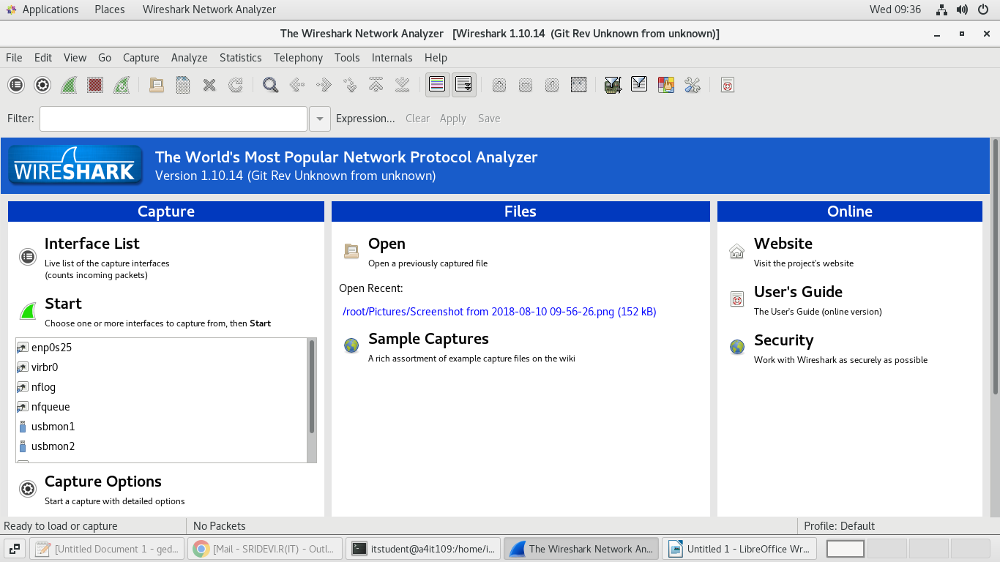 Applications Places Wireshark Network Analyzer Wed 09:36
The Wireshark Network Analyzer [Wireshark 1.10.14 (Git Rev Unknown from unknown)]
File Edit View Go Capture Analyze Statistics Telephony Tools Internals Help
Filter: Expression... Clear Apply Save
WIRESHARK
The World's Most Popular Network Protocol Analyzer
Version 1.10.14 (Git Rev Unknown from unknown)
Capture
Interface List
Live list of the capture interfaces
(counts incoming packets)
Start
Choose one or more interfaces to capture from, then Start
enp0s25
virbr0
nflog
nfqueue
usbmon1
usbmon2
Capture Options
Start a capture with detailed options
Files
Open
Open a previously captured file
Open Recent:
/root/Pictures/Screenshot from 2018-08-10 09-56-26.png (152 kB)
Sample Captures
A rich assortment of example capture files on the wiki
Online
Website
Visit the project's website
User's Guide
The User's Guide (online version)
Security
Work with Wireshark as securely as possible
Ready to load or capture No Packets Profile: Default
[Untitled Document 1 - ged... [Mail - SRIDEVI.R(IT) - Outl... itstudent@a4it109:/home/i... The Wireshark Network An... Untitled 1 - LibreOffice Wr...